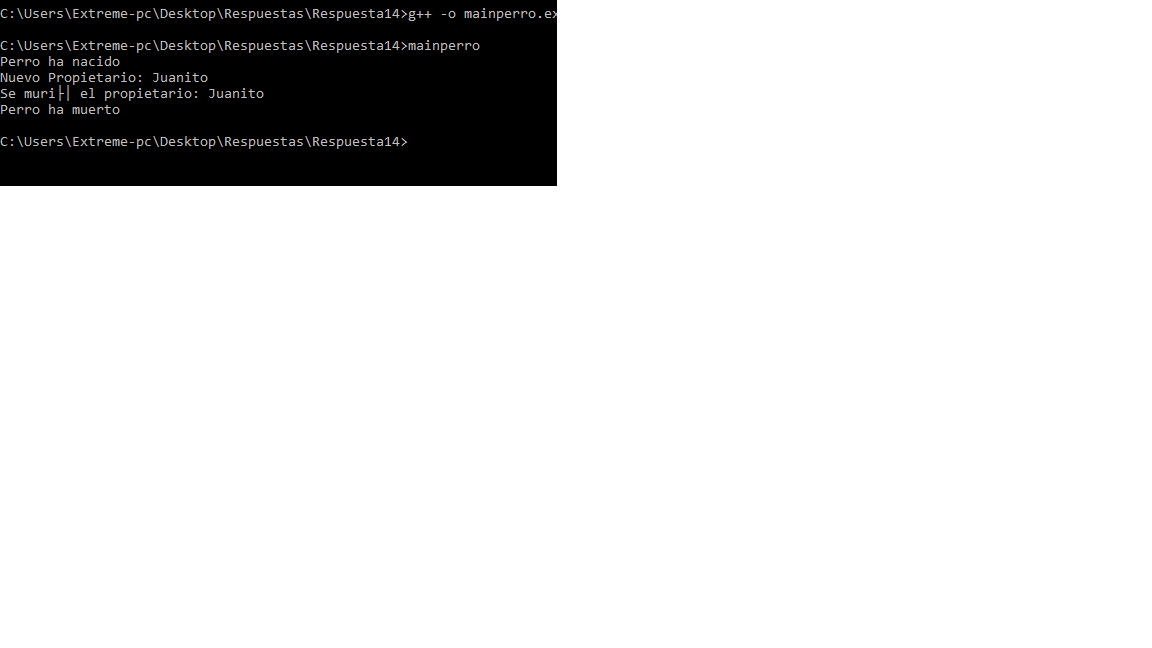 C:\Users\Extreme-pc\Desktop\Respuestas\Respuesta14>g++ -o mainperro.ex
C:\Users\Extreme-pc\Desktop\Respuestas\Respuesta14>mainperro
Perro ha nacido
Nuevo Propietario: Juanito
Se muri├│ el propietario: Juanito
Perro ha muerto
C:\Users\Extreme-pc\Desktop\Respuestas\Respuesta14>